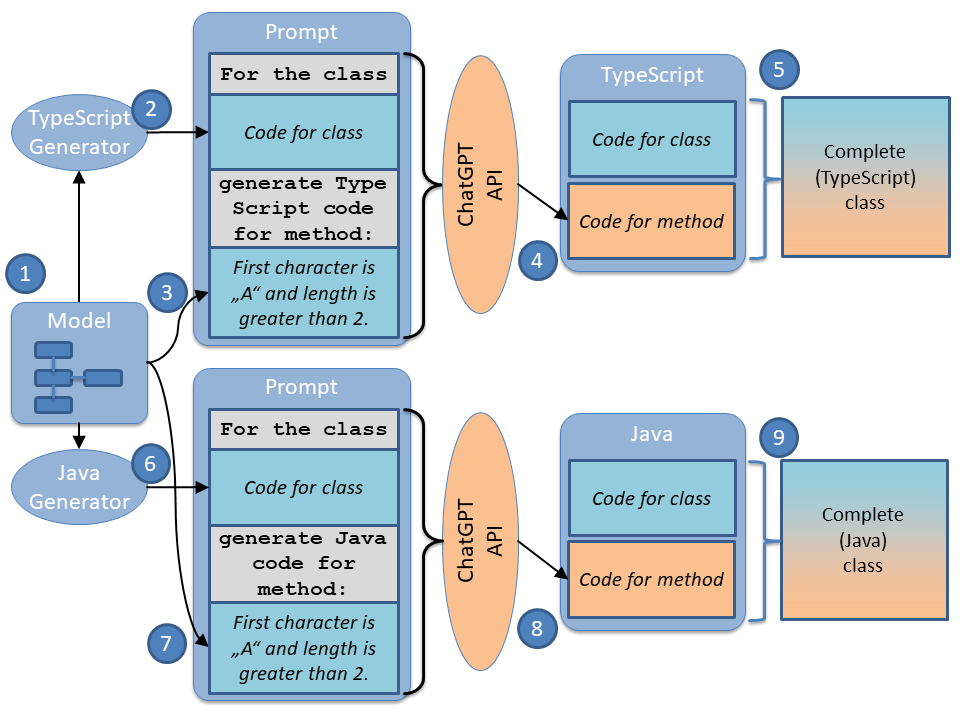 1
Model
TypeScript
Generator
2
3
Prompt
For the class
Code for class
generate Type
Script code
for method:
First character is
„A“ and length is
greater than 2.
ChatGPT
API
4
TypeScript
Code for class
Code for method
5
Complete
(TypeScript)
class
Java
Generator
6
7
Prompt
For the class
Code for class
generate Java
code for
method:
First character is
„A“ and length is
greater than 2.
ChatGPT
API
8
Java
Code for class
Code for method
9
Complete
(Java)
class